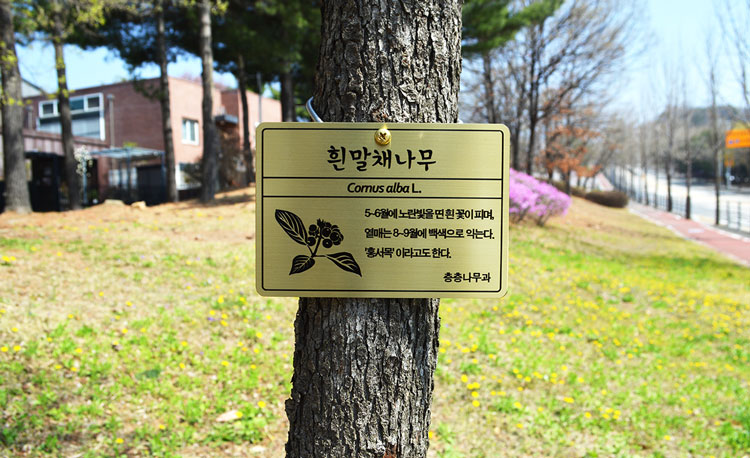 흰말채나무
Cornus alba L.
5~6월에 노란빛을 띤 흰 꽃이 피며,
열매는 8~9월에 백색으로 익는다.
'홍서목' 이라고도 한다.
층층나무과